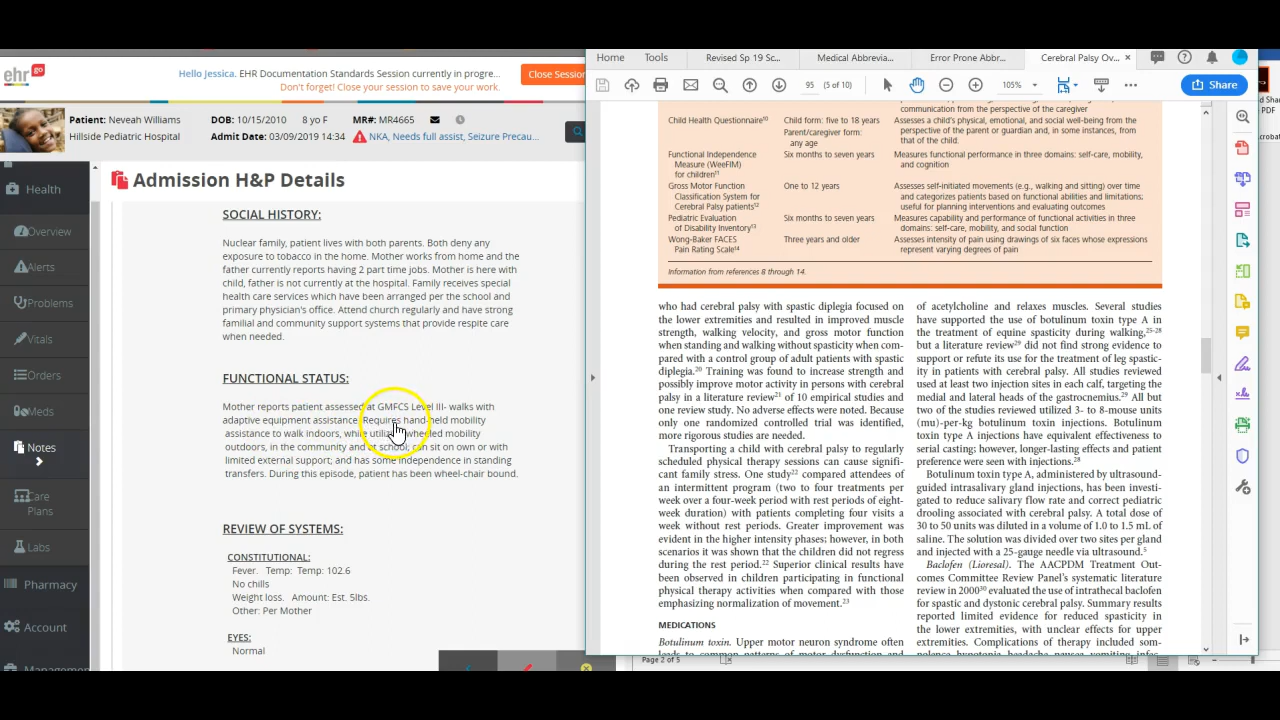 ehr go
Hello Jessica. EHR Documentation Standards Session currently in progre...
Don't forget! Close your session to save your work.
Close Session
Patient: Neveah Williams
Hillside Pediatric Hospital
DOB: 10/15/2010 8 yo F
Admit Date: 03/09/2019 14:34
MR#: MR4665
NKA, Needs full assist, Seizure Precau...
Health
Overview
Alerts
Problems
Vitals
Orders
Meds
Notes
Care
Plans
Labs
Pharmacy
Account
Management
Admission H&P Details
SOCIAL HISTORY:
Nuclear family, patient lives with both parents. Both deny any
exposure to tobacco in the home. Mother works from home and the
father currently reports having 2 part time jobs. Mother is here with
child, father is not currently at the hospital. Family receives special
health care services which have been arranged per the school and
primary physician's office. Attend church regularly and have strong
familial and community support systems that provide respite care
when needed.
FUNCTIONAL STATUS:
Mother reports patient assessed at GMFCS Level III- walks with
adaptive equipment assistance. Requires hand-held mobility
assistance to walk indoors, while utilizing wheeled mobility
outdoors, in the community and at school; can sit on own or with
limited external support; and has some independence in standing
transfers. During this episode, patient has been wheel-chair bound.
REVIEW OF SYSTEMS:
CONSTITUTIONAL:
Fever. Temp: Temp: 102.6
No chills
Weight loss. Amount: Est. 5lbs.
Other: Per Mother
EYES:
Normal
Home Tools Revised Sp 19 Sc... Medical Abbrevia... Error Prone Abbr... Cerebral Palsy Ov... ×
95 (5 of 10) 105% Share
communication from the perspective of the caregiver
Child Health Questionnaire¹⁰
Child form: five to 18 years
Parent/caregiver form:
any age
Assesses a child's physical, emotional, and social well-being from the
perspective of the parent or guardian and, in some instances, from
that of the child.
Functional Independence
Measure (WeeFIM)
for children¹¹
Six months to seven years
Measures functional performance in three domains: self-care, mobility,
and cognition
Gross Motor Function
Classification System for
Cerebral Palsy patients¹²
One to 12 years
Assesses self-initiated movements (e.g., walking and sitting) over time
and categorizes patients based on functional abilities and limitations;
useful for planning interventions and evaluating outcomes
Pediatric Evaluation
of Disability Inventory¹³
Six months to seven years
Measures capability and performance of functional activities in three
domains: self-care, mobility, and social function
Wong-Baker FACES
Pain Rating Scale¹⁴
Three years and older
Assesses intensity of pain using drawings of six faces whose expressions
represent varying degrees of pain
Information from references 8 through 14.
who had cerebral palsy with spastic diplegia focused on
the lower extremities and resulted in improved muscle
strength, walking velocity, and gross motor function
when standing and walking without spasticity when com-
pared with a control group of adult patients with spastic
diplegia.²⁰ Training was found to increase strength and
possibly improve motor activity in persons with cerebral
palsy in a literature review²¹ of 10 empirical studies and
one review study. No adverse effects were noted. Because
only one randomized controlled trial was identified,
more rigorous studies are needed.
Transporting a child with cerebral palsy to regularly
scheduled physical therapy sessions can cause signifi-
cant family stress. One study²² compared attendees of
an intermittent program (two to four treatments per
week over a four-week period with rest periods of eight-
week duration) with patients completing four visits a
week without rest periods. Greater improvement was
evident in the higher intensity phases; however, in both
scenarios it was shown that the children did not regress
during the rest period.²² Superior clinical results have
been observed in children participating in functional
physical therapy activities when compared with those
emphasizing normalization of movement.²³
MEDICATIONS
Botulinum toxin. Upper motor neuron syndrome often
leads to common patterns of motor dysfunction and
of acetylcholine and relaxes muscles. Several studies
have supported the use of botulinum toxin type A in
the treatment of equine spasticity during walking,²⁵⁻²⁸
but a literature review²⁹ did not find strong evidence to
support or refute its use for the treatment of leg spastic-
ity in patients with cerebral palsy. All studies reviewed
used at least two injection sites in each calf, targeting the
medial and lateral heads of the gastrocnemius.²⁹ All but
two of the studies reviewed utilized 3- to 8-mouse units
(mu)-per-kg botulinum toxin injections. Botulinum
toxin type A injections have equivalent effectiveness to
serial casting; however, longer-lasting effects and patient
preference were seen with injections.²⁸
Botulinum toxin type A, administered by ultrasound-
guided intrasalivary gland injections, has been investi-
gated to reduce salivary flow rate and correct pediatric
drooling associated with cerebral palsy. A total dose of
30 to 50 units was diluted in a volume of 1.0 to 1.5 mL of
saline. The solution was divided over two sites per gland
and injected with a 25-gauge needle via ultrasound.⁵
Baclofen (Lioresal). The AACPDM Treatment Out-
comes Committee Review Panel's systematic literature
review in 2000³⁰ evaluated the use of intrathecal baclofen
for spastic and dystonic cerebral palsy. Summary results
reported limited evidence for reduced spasticity in
the lower extremities, with unclear effects for upper
extremities. Complications of therapy included som-
nolence, hypotonia, headache, nausea, vomiting, infec-
Page 2 of 5